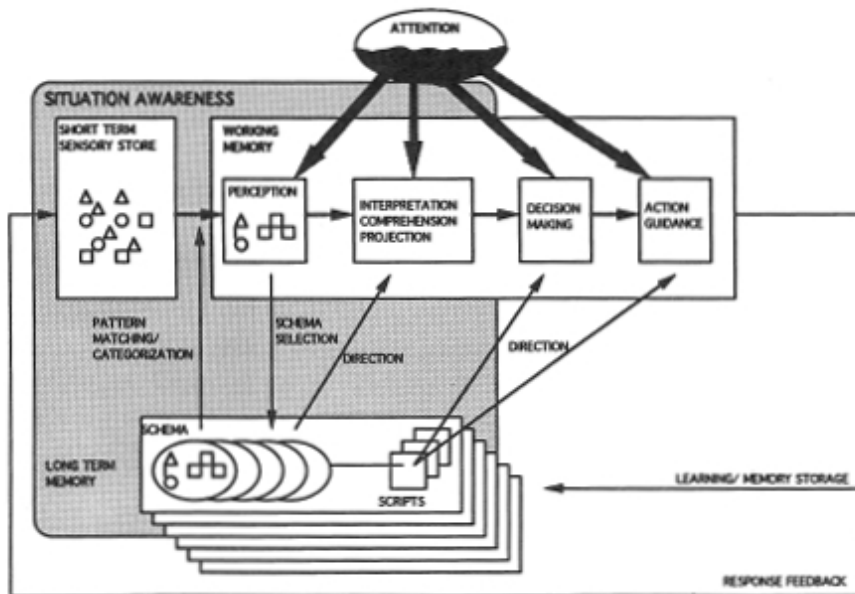 ATTENTION
SITUATION AWARENESS
SHORT TERM
SENSORY STORE
WORKING
MEMORY
PERCEPTION
INTERPRETATION
COMPREHENSION
PROJECTION
DECISION
MAKING
ACTION
GUIDANCE
PATTERN
MATCHING/
CATEGORIZATION
SCHEMA
SELECTION
DIRECTION
DIRECTION
SCHEMA
LONG TERM
MEMORY
SCRIPTS
LEARNING/ MEMORY STORAGE
RESPONSE FEEDBACK